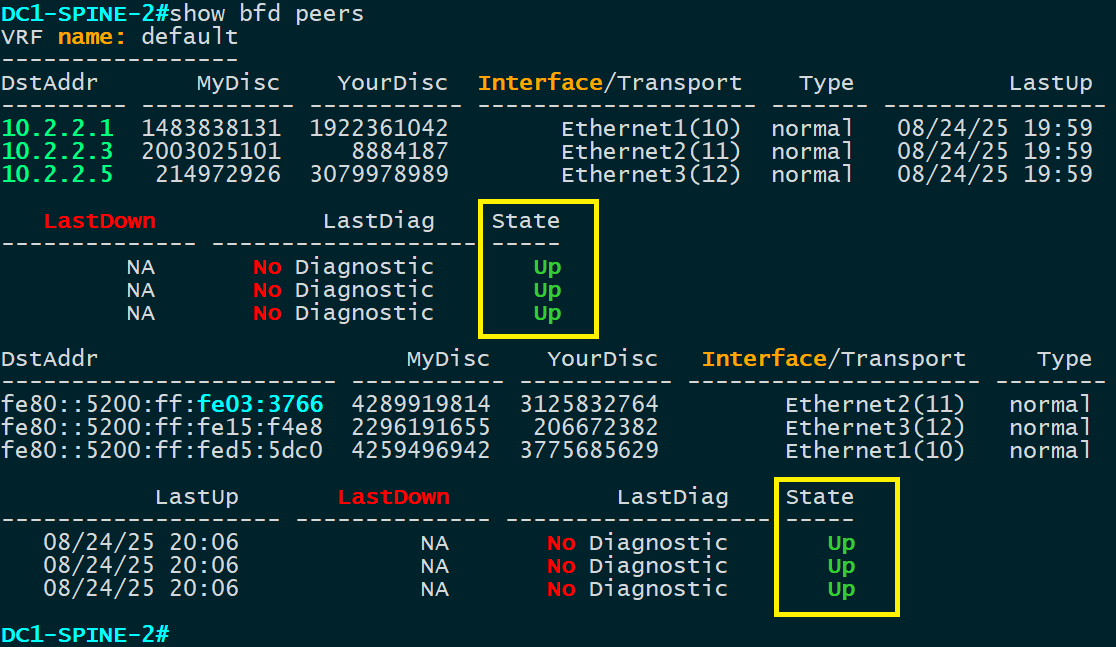 DC1-SPINE-2#show bfd peers
VRF name: default
-----------------
DstAddr       MyDisc    YourDisc  Interface/Transport    Type           LastUp
--------- ----------- ----------- -------------------- ------- ----------------
10.2.2.1  1483838131  1922361042        Ethernet1(10)  normal   08/24/25 19:59
10.2.2.3  2003025101     8884187        Ethernet2(11)  normal   08/24/25 19:59
10.2.2.5   214972926  3079978989        Ethernet3(12)  normal   08/24/25 19:59
   LastDown            LastDiag    State
-------------- ------------------- -----
         NA       No Diagnostic       Up
         NA       No Diagnostic       Up
         NA       No Diagnostic       Up
DstAddr                      MyDisc    YourDisc   Interface/Transport     Type
------------------------ ----------- ----------- --------------------- --------
fe80::5200:ff:fe03:3766  4289919814  3125832764         Ethernet2(11)   normal
fe80::5200:ff:fe15:f4e8  2296191655   206672382         Ethernet3(12)   normal
fe80::5200:ff:fed5:5dc0  4259496942  3775685629         Ethernet1(10)   normal
           LastUp       LastDown            LastDiag    State
-------------------- -------------- ------------------- -----
   08/24/25 20:06             NA       No Diagnostic       Up
   08/24/25 20:06             NA       No Diagnostic       Up
   08/24/25 20:06             NA       No Diagnostic       Up
DC1-SPINE-2#